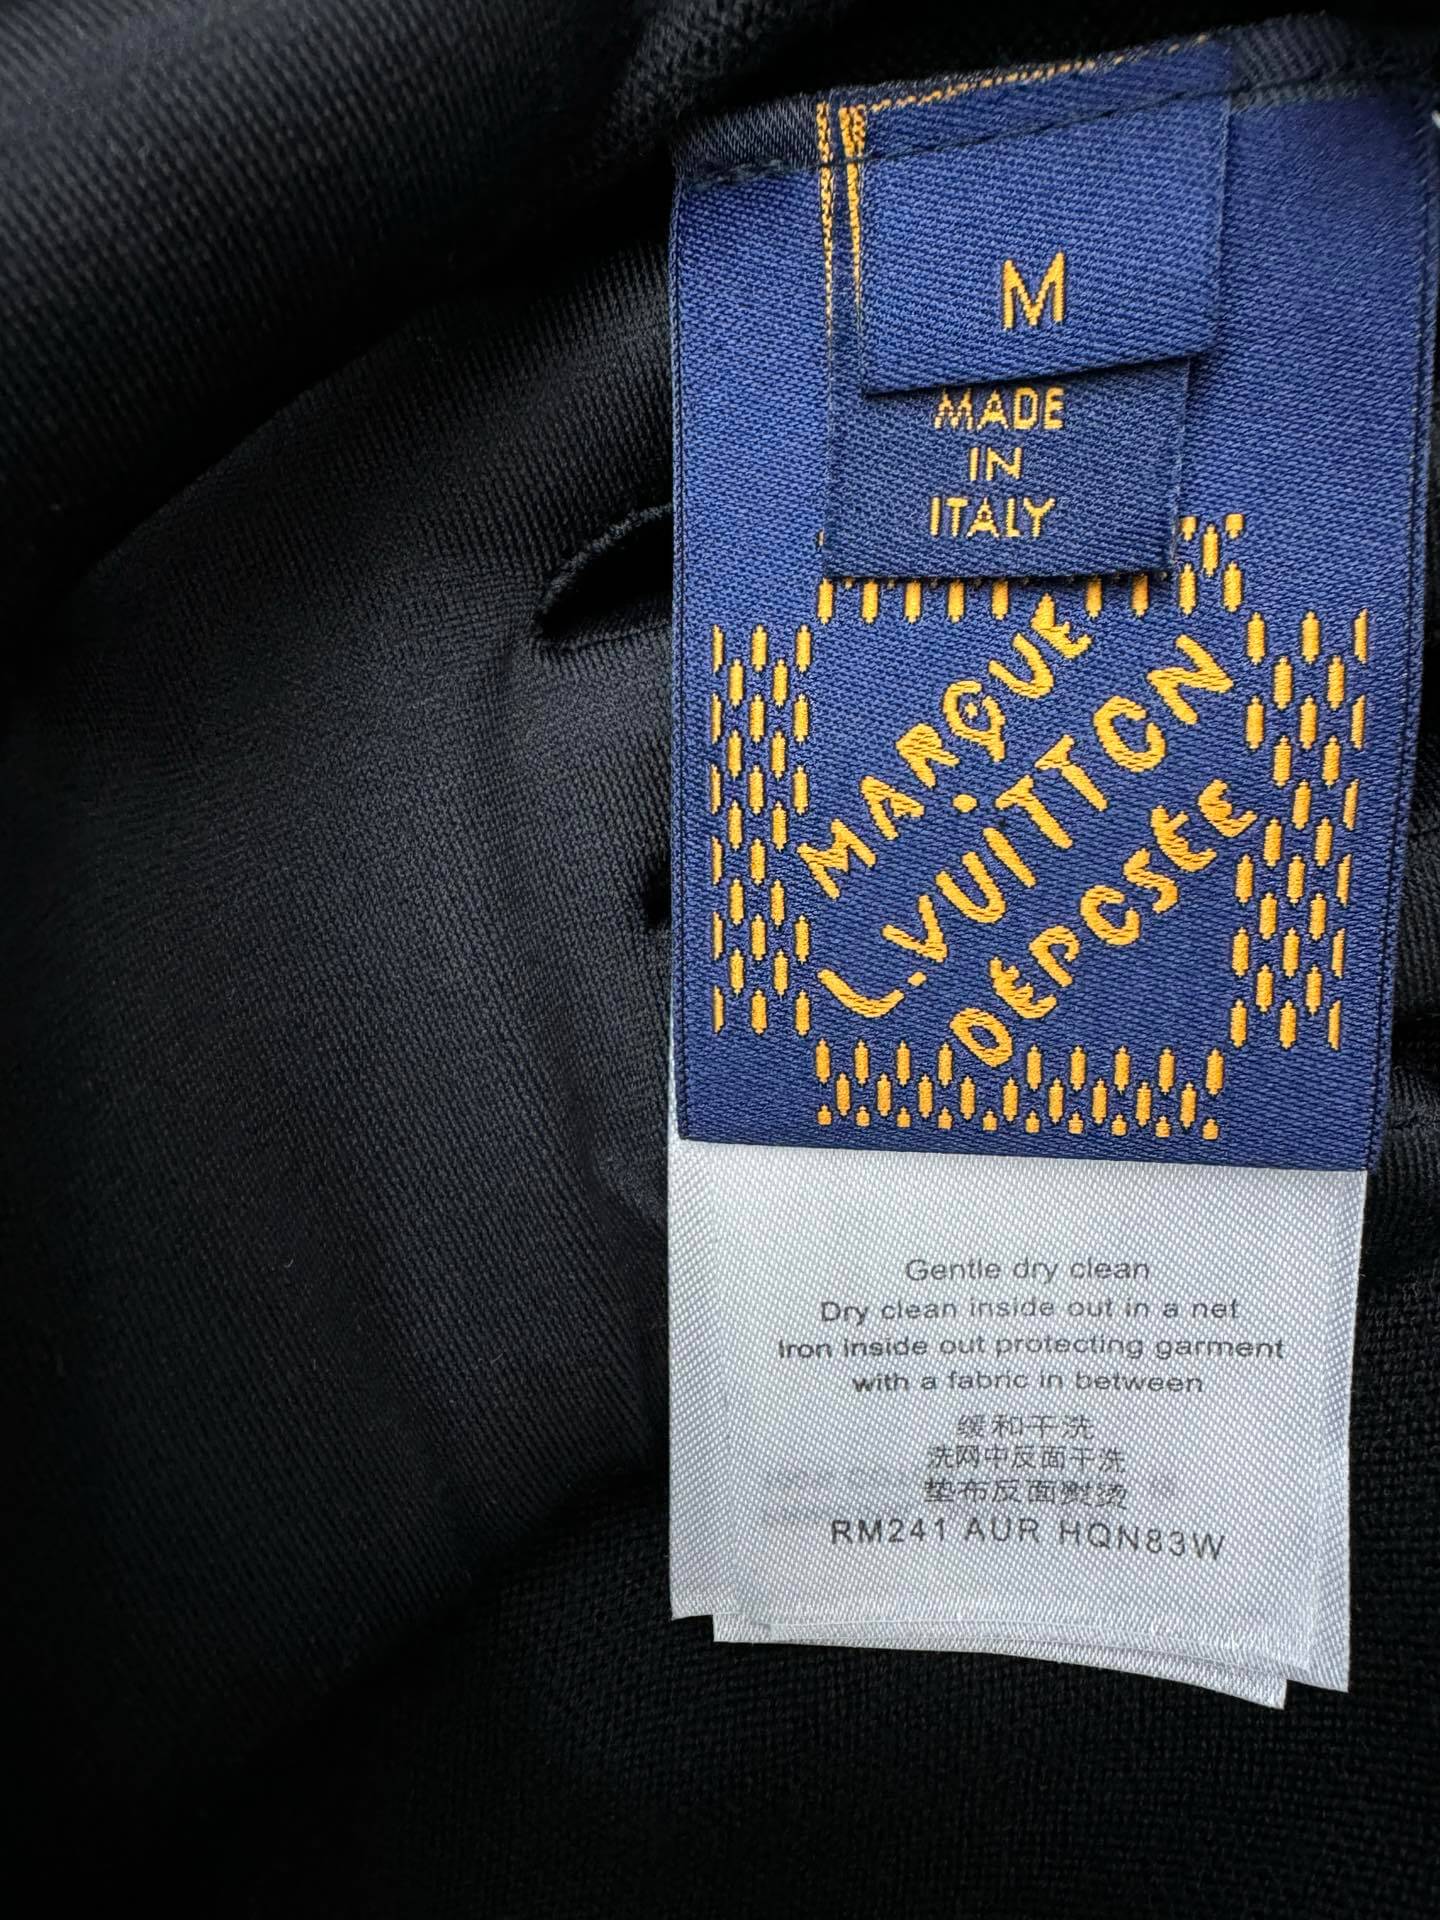 M
MADE
IN
ITALY
MARQUE
L.VUITTON
DEPOSEE
Gentle dry clean
Dry clean inside out in a net
Iron inside out protecting garment
with a fabric in between
缓和干洗
洗网中反面干洗
垫布反面熨烫
RM241 AUR HQN83W